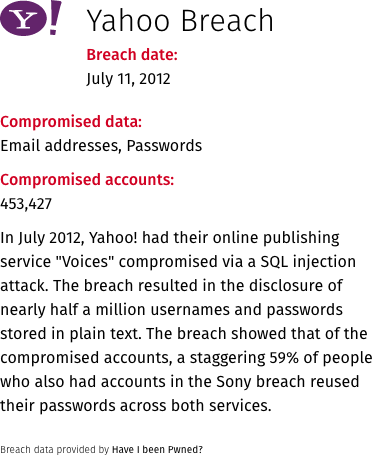 Y!
Yahoo Breach
Breach date:
July 11, 2012
Compromised data:
Email addresses, Passwords
Compromised accounts:
453,427
In July 2012, Yahoo! had their online publishing
service "Voices" compromised via a SQL injection
attack. The breach resulted in the disclosure of
nearly half a million usernames and passwords
stored in plain text. The breach showed that of the
compromised accounts, a staggering 59% of people
who also had accounts in the Sony breach reused
their passwords across both services.
Breach data provided by Have I been Pwned?